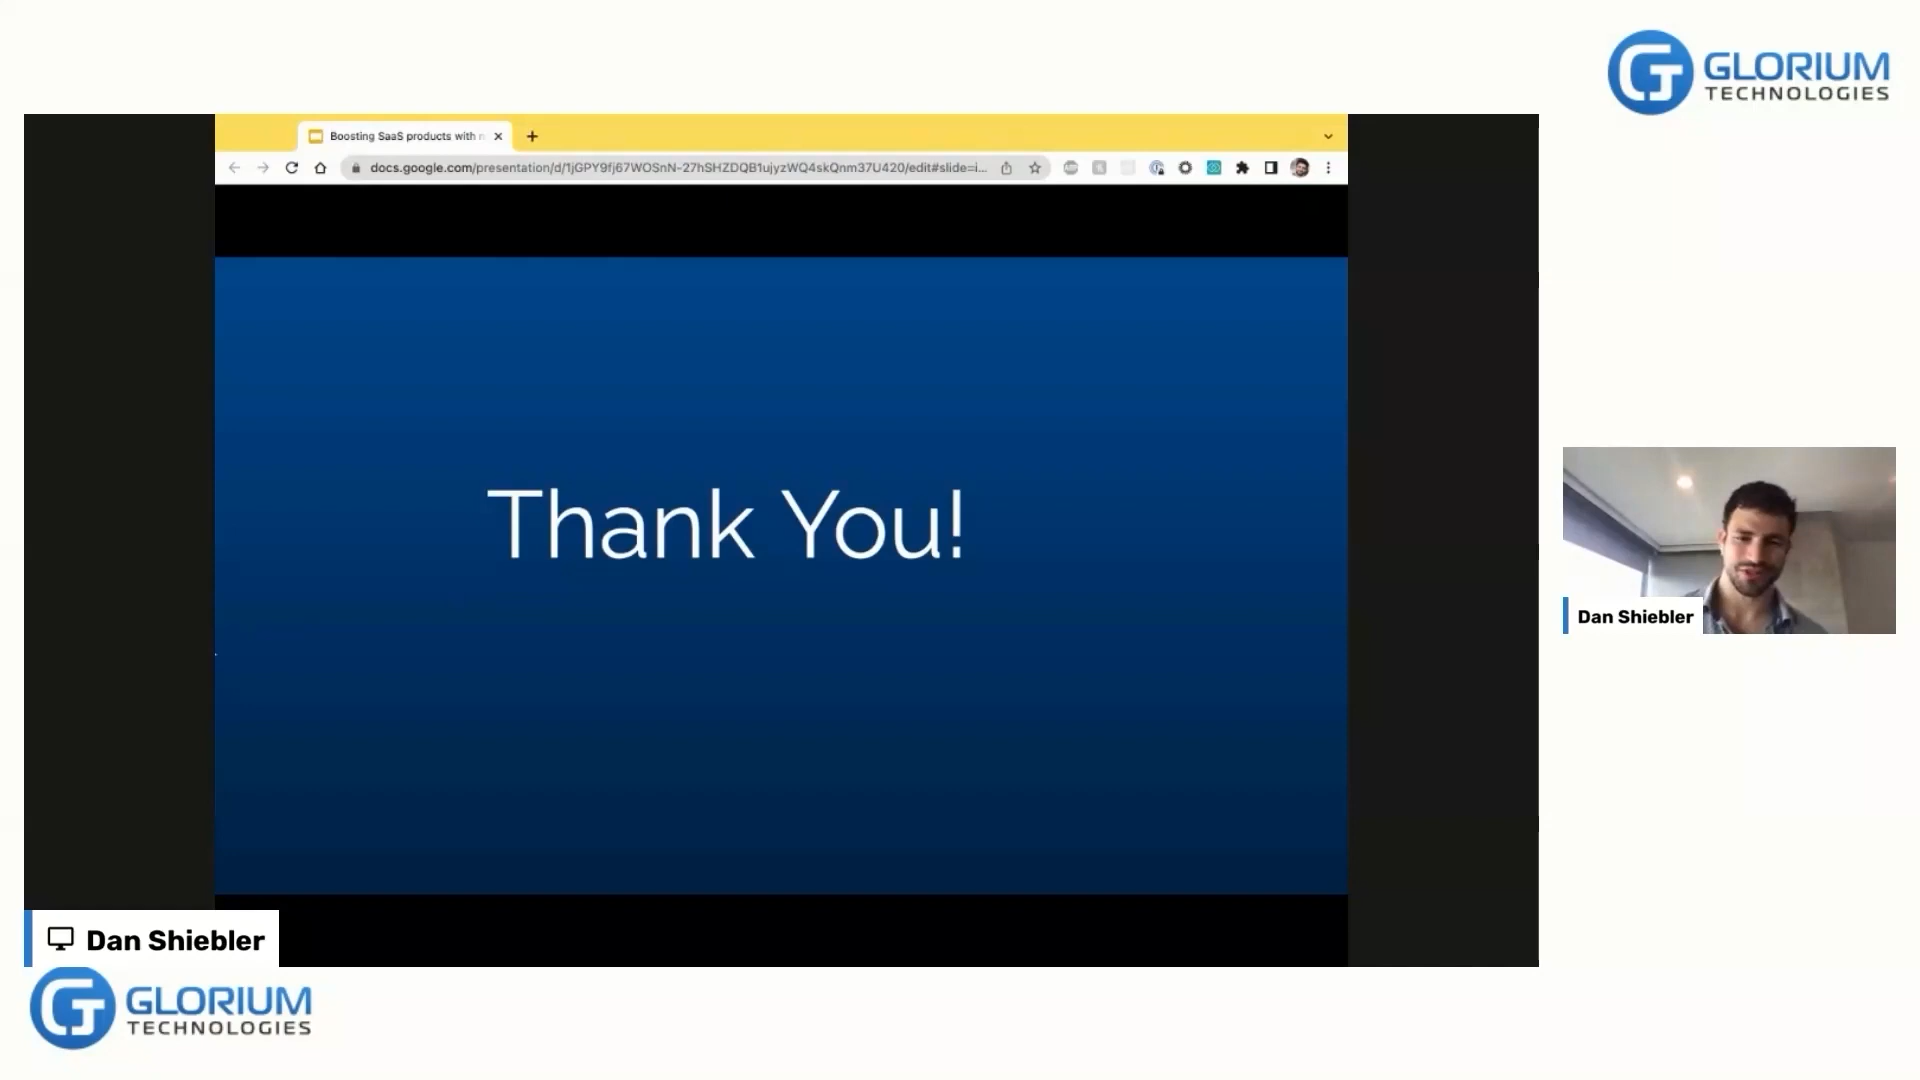 GLORIUM
TECHNOLOGIES
Boosting SaaS products with
docs.google.com/presentation/d/1jGPY9fj67WOSnN-27hSHZDQB1ujyzWQ4skQnm37U420/edit#slide=i...
Thank You!
Dan Shiebler
Dan Shiebler
GLORIUM
TECHNOLOGIES